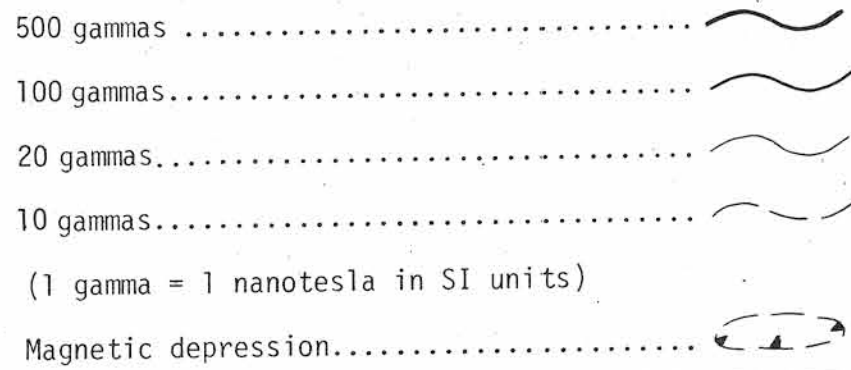 500 gammas ........................................
100 gammas........................................
20 gammas........................................
10 gammas........................................
(1 gamma = 1 nanotesla in SI units)
Magnetic depression...........................